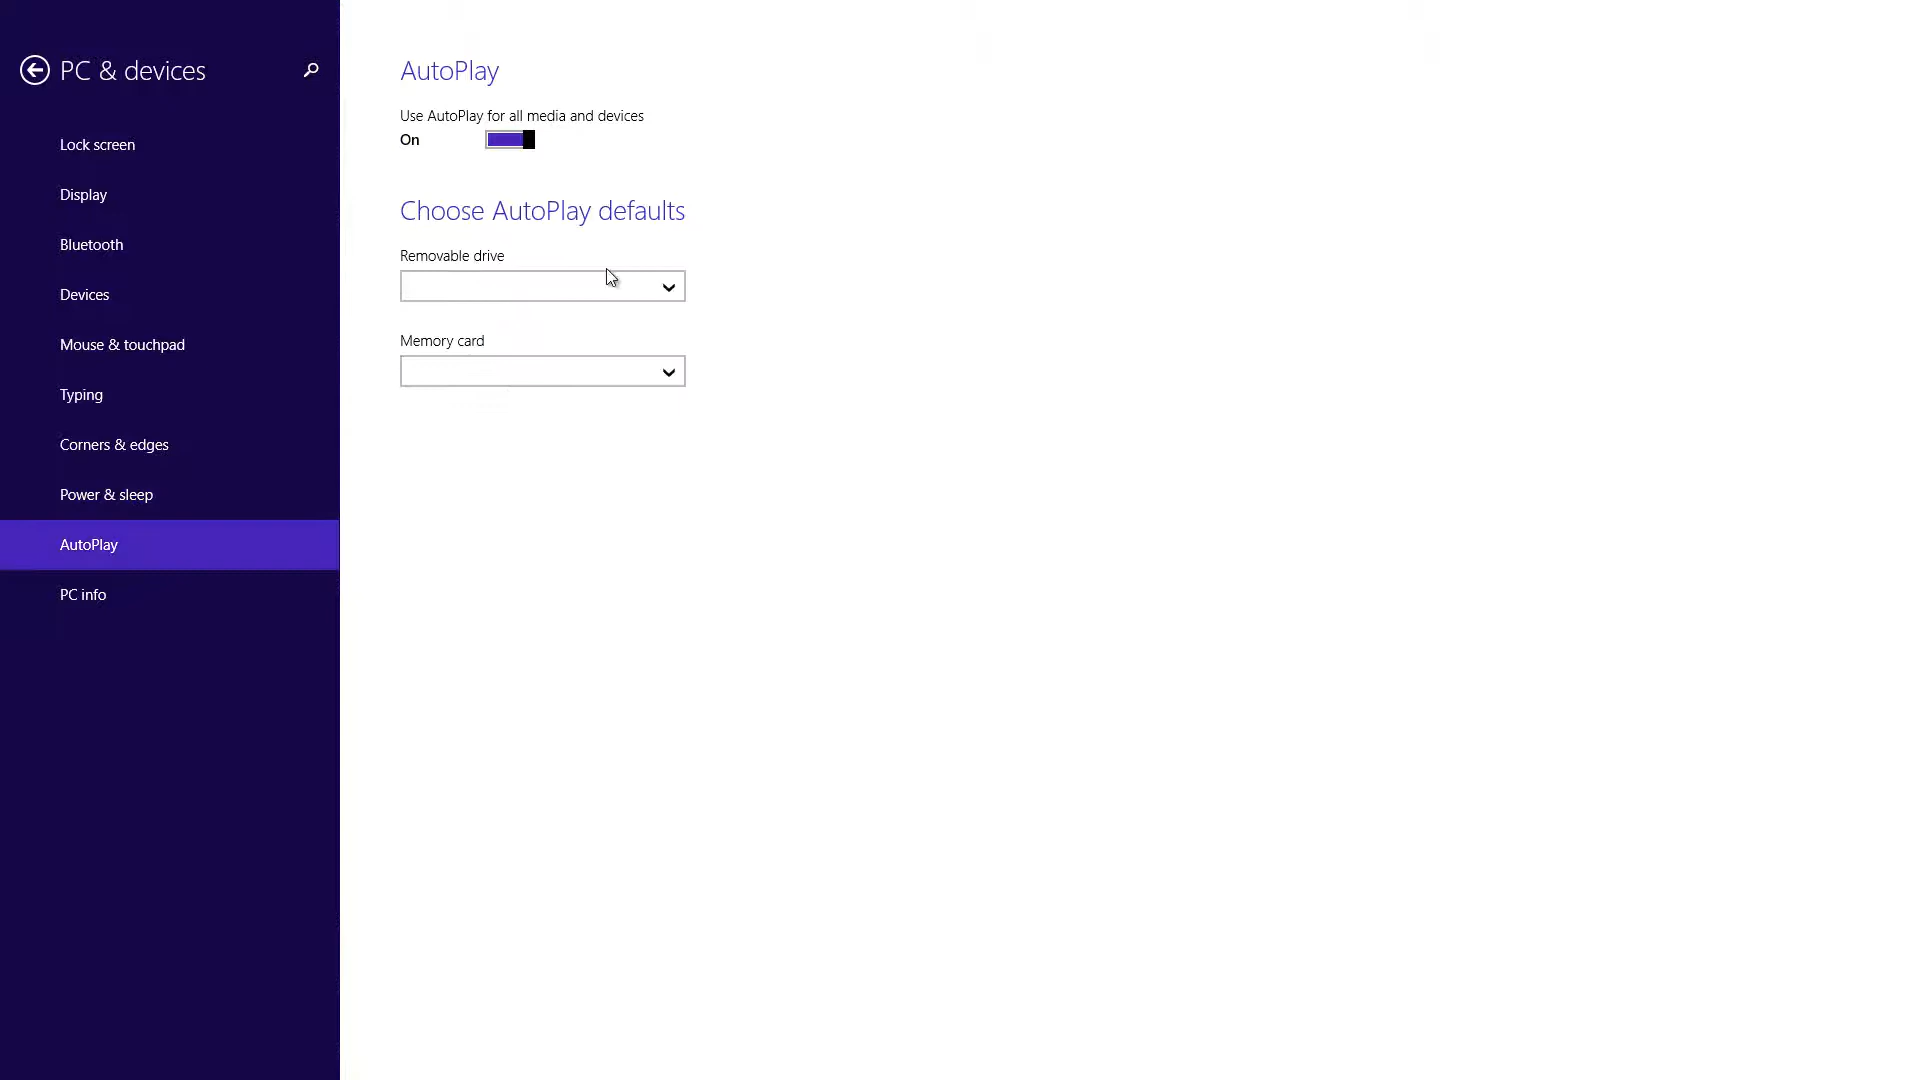 PC & devices
Lock screen
Display
Bluetooth
Devices
Mouse & touchpad
Typing
Corners & edges
Power & sleep
AutoPlay
PC info
AutoPlay
Use AutoPlay for all media and devices
On
Choose AutoPlay defaults
Removable drive
Memory card